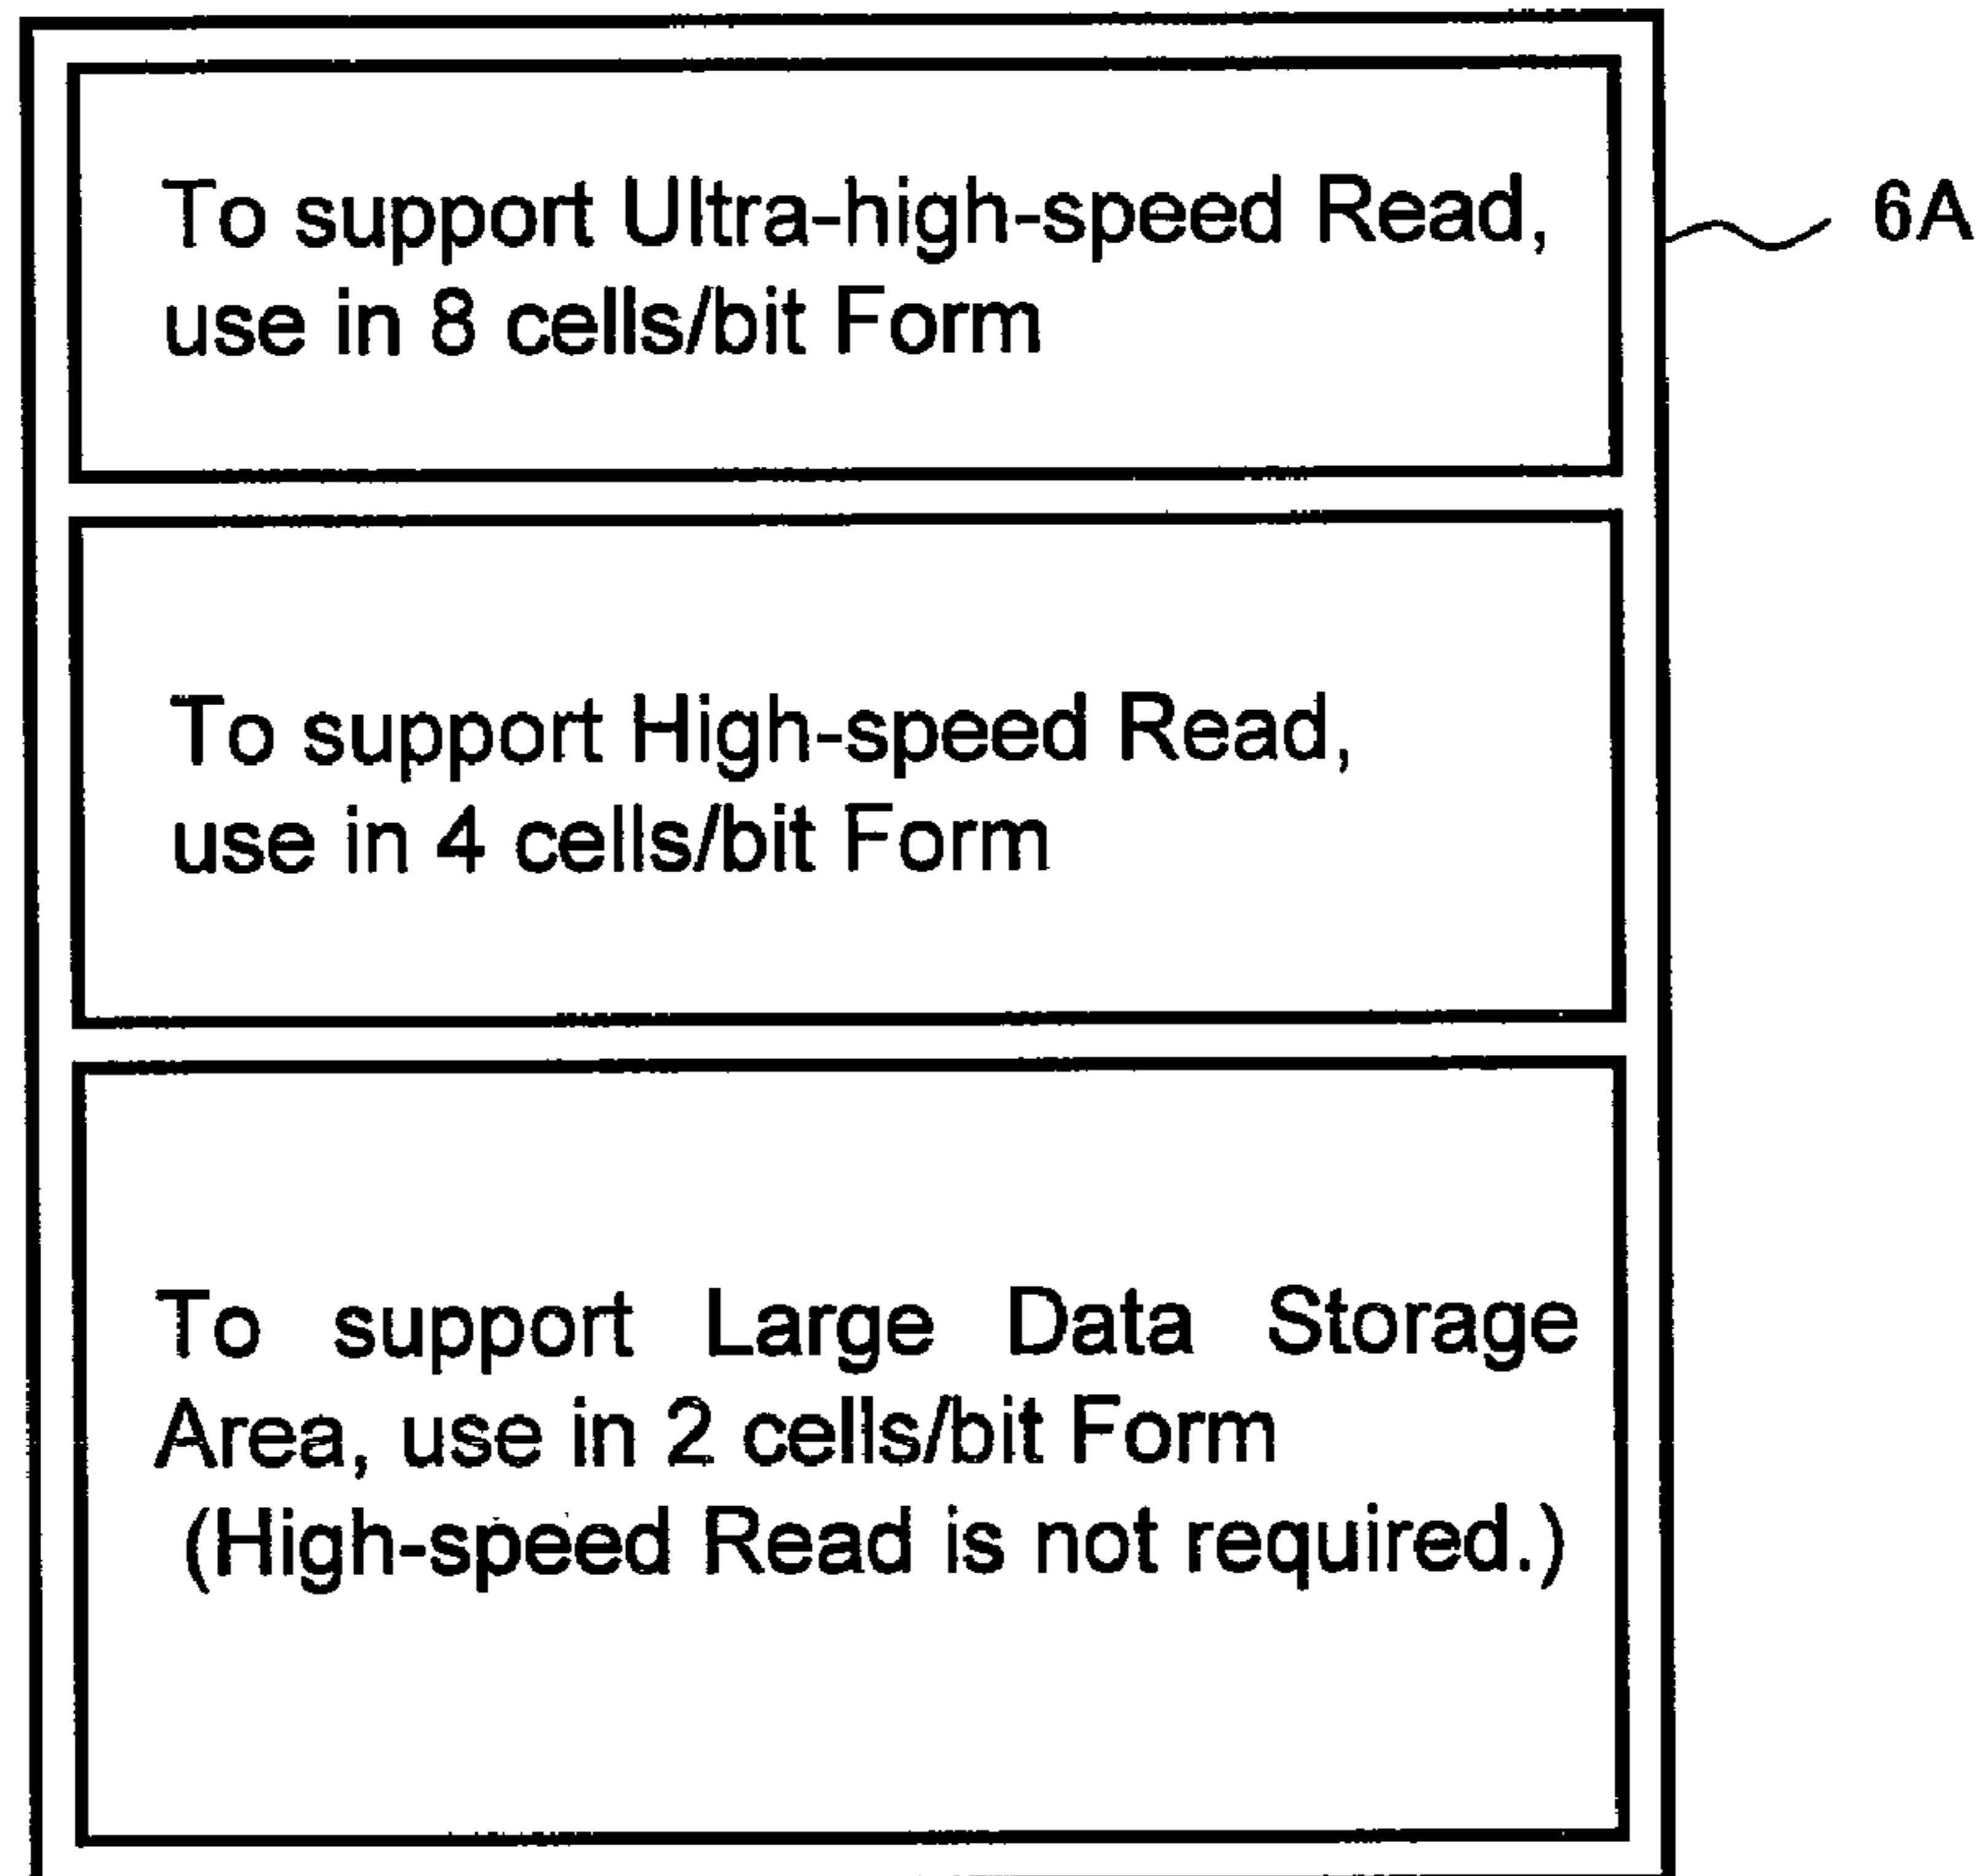 To support Ultra-high-speed Read,
use in 8 cells/bit Form
6A
To support High-speed Read,
use in 4 cells/bit Form
To support Large Data Storage
Area, use in 2 cells/bit Form
(High-speed Read is not required.)